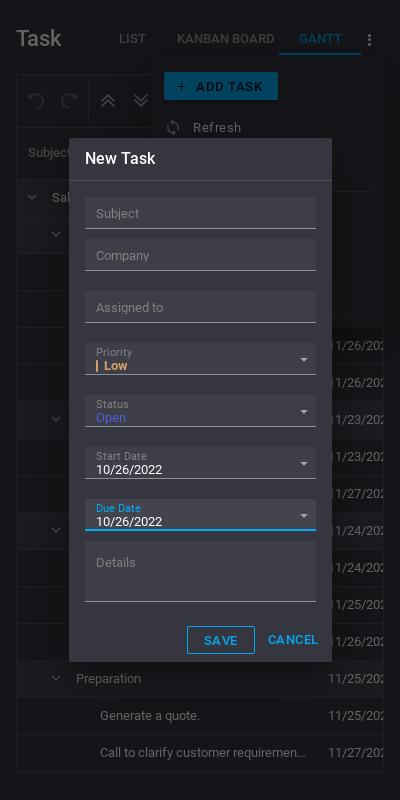 Task
LIST
KANBAN BOARD
GANTT
+ ADD TASK
Refresh
Subject
New Task
Subject
Company
Assigned to
Priority
Low
Status
Open
Start Date
10/26/2022
Due Date
10/26/2022
Details
SAVE
CANCEL
Sal
11/26/202
11/26/202
11/23/202
11/23/202
11/27/202
11/24/202
11/24/202
11/25/202
11/26/202
Preparation
11/25/202
Generate a quote.
11/25/202
Call to clarify customer requiremen...
11/27/202